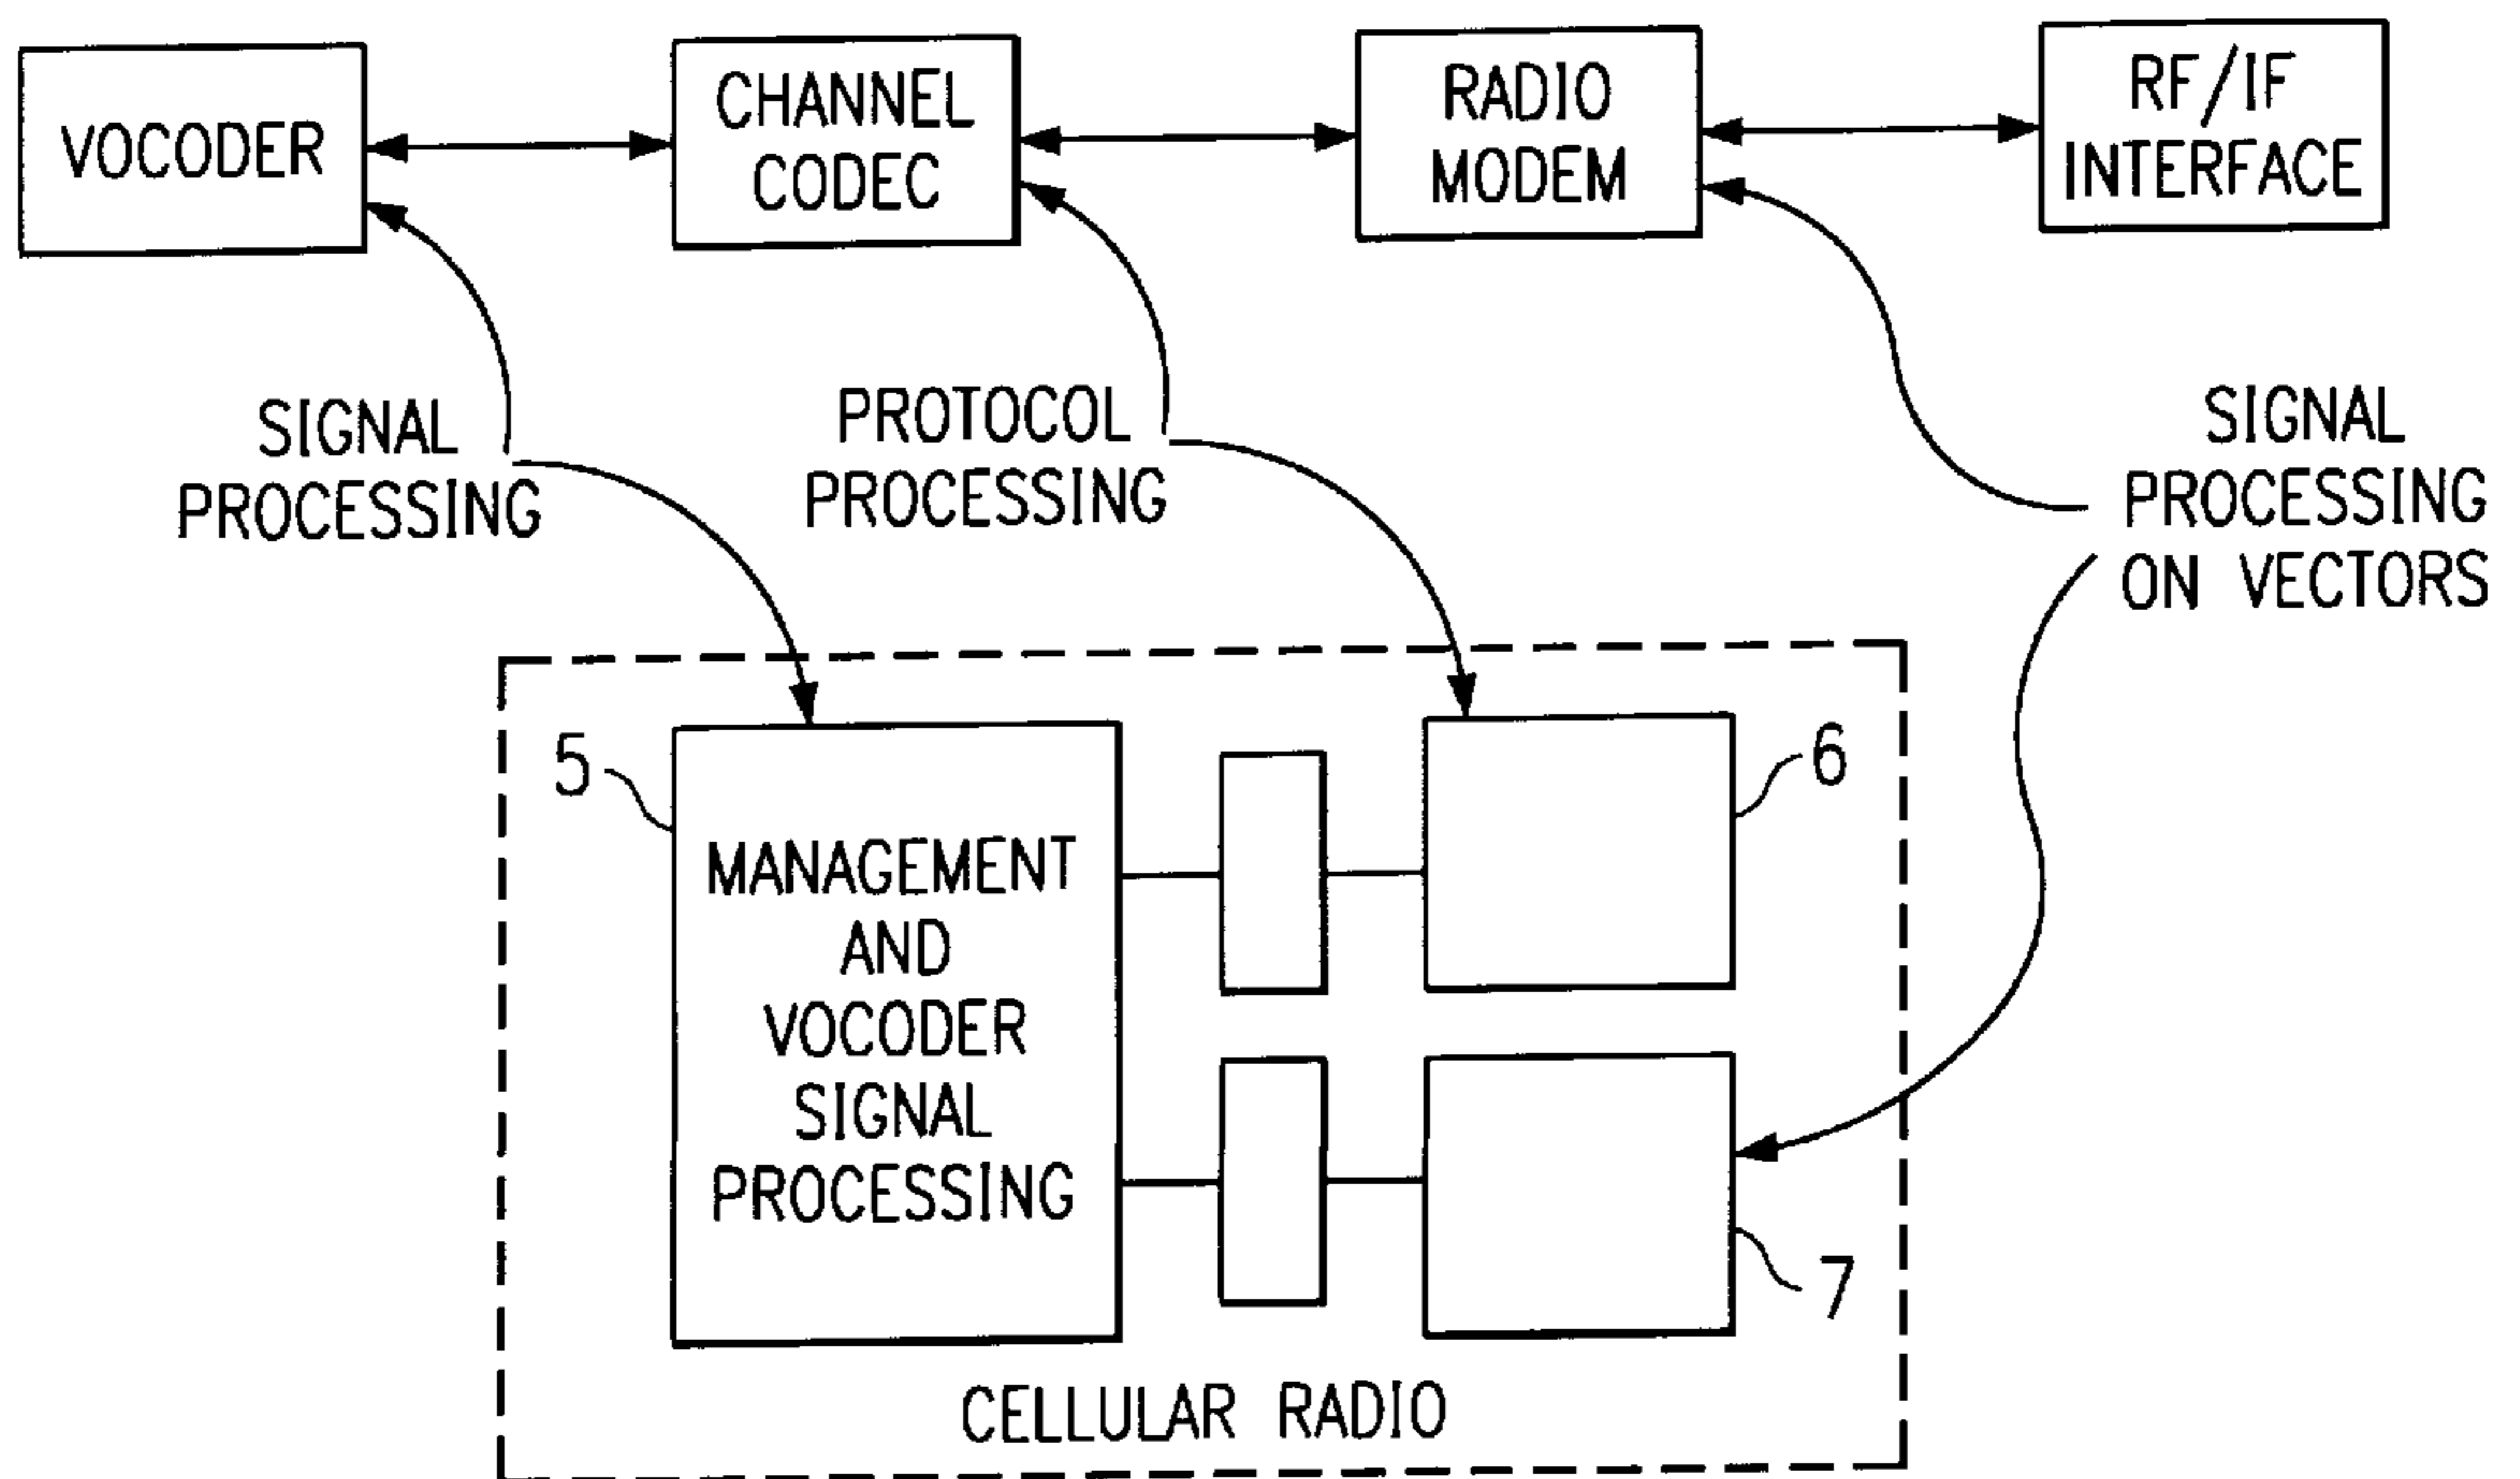 VOCODER
CHANNEL
CODEC
RADIO
MODEM
RF/IF
INTERFACE
SIGNAL
PROCESSING
PROTOCOL
PROCESSING
SIGNAL
PROCESSING
ON VECTORS
5
MANAGEMENT
AND
VOCODER
SIGNAL
PROCESSING
6
7
CELLULAR RADIO